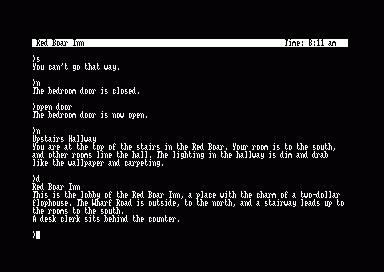 Red Boar Inn Time: 8:11 am
)s
You can't go that way.
)n
The bedroom door is closed.
)open door
The bedroom door is now open.
)n
Upstairs Hallway
You are at the top of the stairs in the Red Boar. Your room is to the south,
and other rooms line the hall. The lighting in the hallway is dim and drab
like the wallpaper and carpeting.
)d
Red Boar Inn
This is the lobby of the Red Boar Inn, a place with the charm of a two-dollar
flophouse. The Wharf Road is outside, to the north, and a stairway leads up to
the rooms to the south.
A desk clerk sits behind the counter.
)